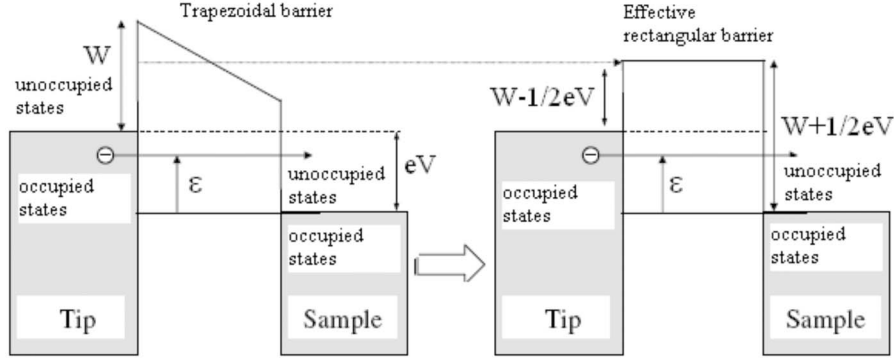 Trapezoidal barrier
W
unoccupied
states
−
ε
occupied
states
unoccupied
states
eV
occupied
states
Tip
Sample
Effective
rectangular barrier
W-1/2eV
W+1/2eV
−
ε
unoccupied
states
occupied
states
occupied
states
Tip
Sample